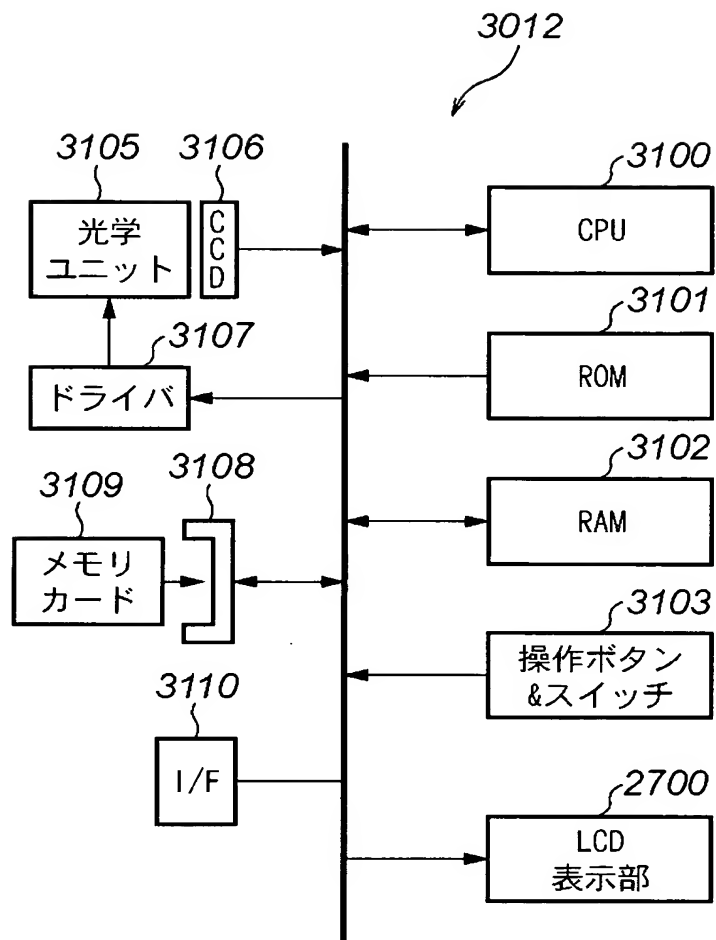 3012
3105
3106
3100
光学
ユニット
CCD
CPU
3107
3101
ドライバ
ROM
3109
3108
3102
メモリ
カード
RAM
3110
3103
I/F
操作ボタン
&スイッチ
2700
LCD
表示部